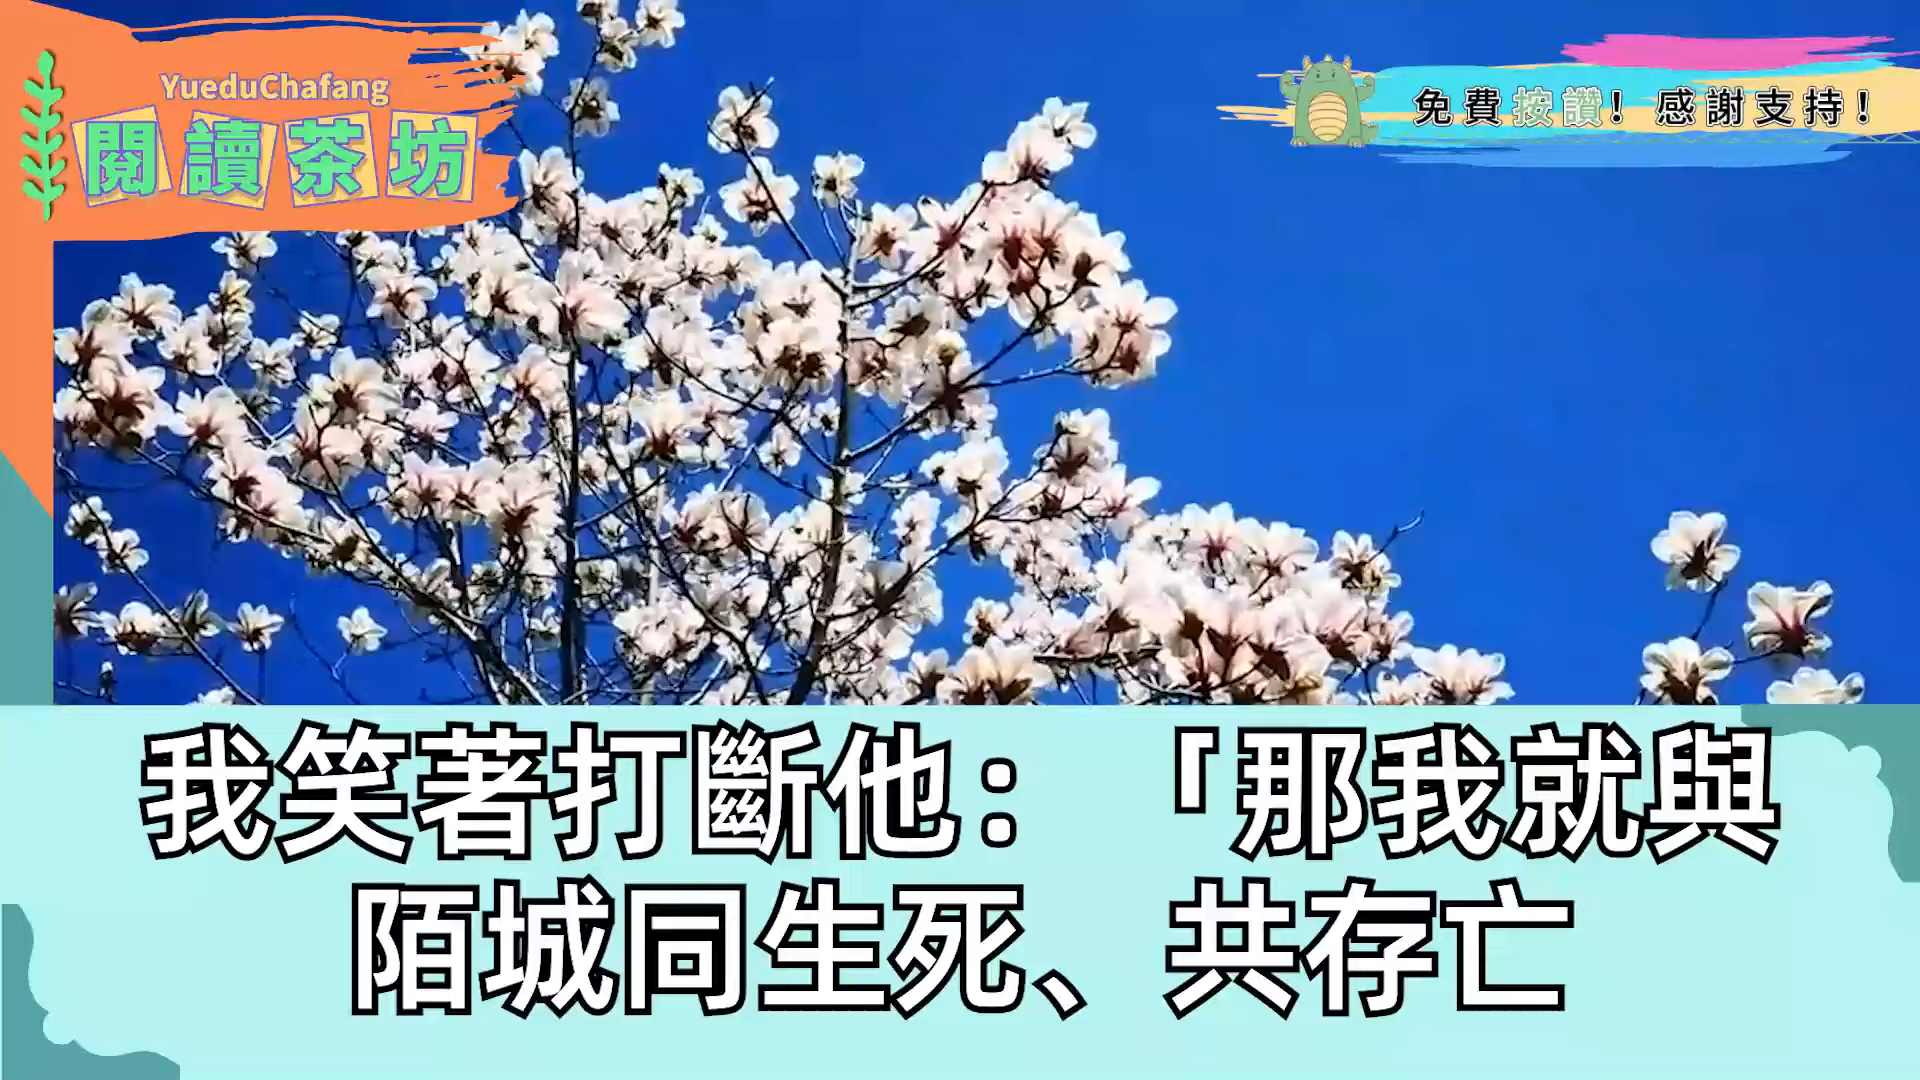 YueduChafang
閱讀茶坊
免費按讚！感謝支持！
我笑著打斷他：「那我就與
陌城同生死、共存亡